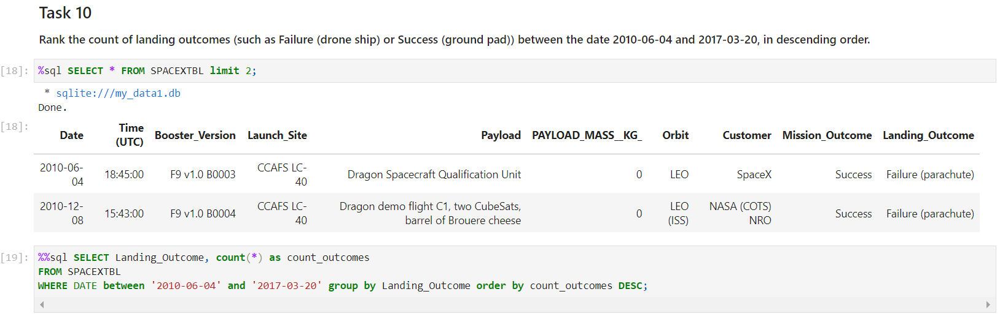 Task 10
Rank the count of landing outcomes (such as Failure (drone ship) or Success (ground pad)) between the date 2010-06-04 and 2017-03-20, in descending order.
[18]: %sql SELECT * FROM SPACEXTBL limit 2;
* sqlite:///my_data1.db
Done.
[18]:
Date Time (UTC) Booster_Version Launch_Site Payload PAYLOAD_MASS__KG_ Orbit Customer Mission_Outcome Landing_Outcome
2010-06-04 18:45:00 F9 v1.0 B0003 CCAFS LC-40 Dragon Spacecraft Qualification Unit 0 LEO SpaceX Success Failure (parachute)
2010-12-08 15:43:00 F9 v1.0 B0004 CCAFS LC-40 Dragon demo flight C1, two CubeSats, barrel of Brouere cheese 0 LEO (ISS) NASA (COTS) NRO Success Failure (parachute)
[19]: %%sql SELECT Landing_Outcome, count(*) as count_outcomes
FROM SPACEXTBL
WHERE DATE between '2010-06-04' and '2017-03-20' group by Landing_Outcome order by count_outcomes DESC;